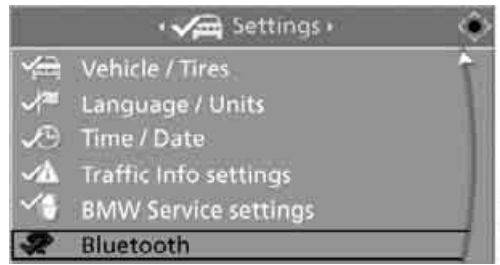 Settings
Vehicle / Tires
Language / Units
Time / Date
Traffic Info settings
BMW Service settings
Bluetooth